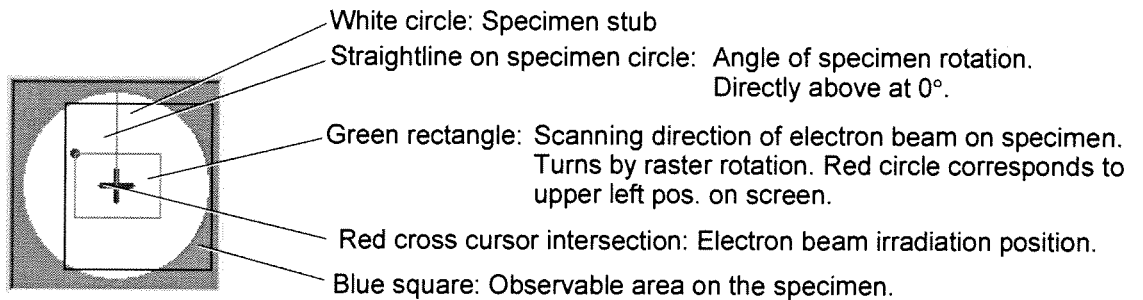 White circle: Specimen stub
Straightline on specimen circle: Angle of specimen rotation.
Directly above at 0°.
Green rectangle: Scanning direction of electron beam on specimen.
Turns by raster rotation. Red circle corresponds to
upper left pos. on screen.
Red cross cursor intersection: Electron beam irradiation position.
Blue square: Observable area on the specimen.